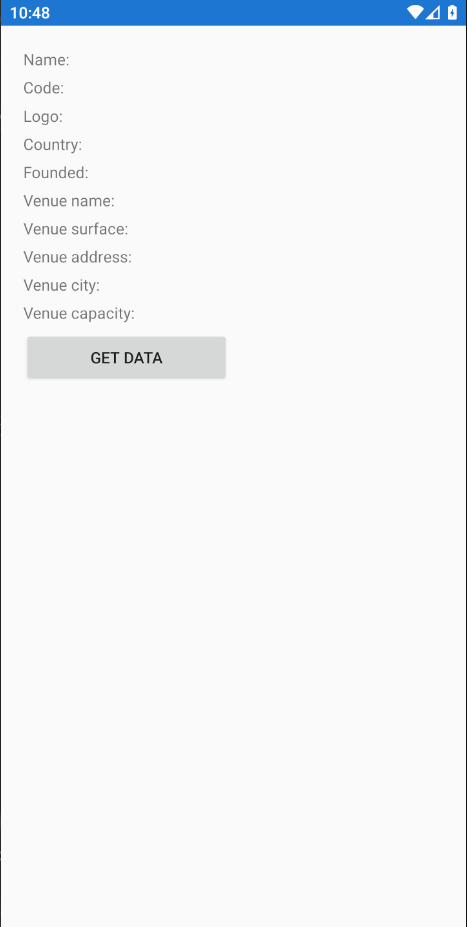 10:48
Name:
Code:
Logo:
Country:
Founded:
Venue name:
Venue surface:
Venue address:
Venue city:
Venue capacity:
GET DATA